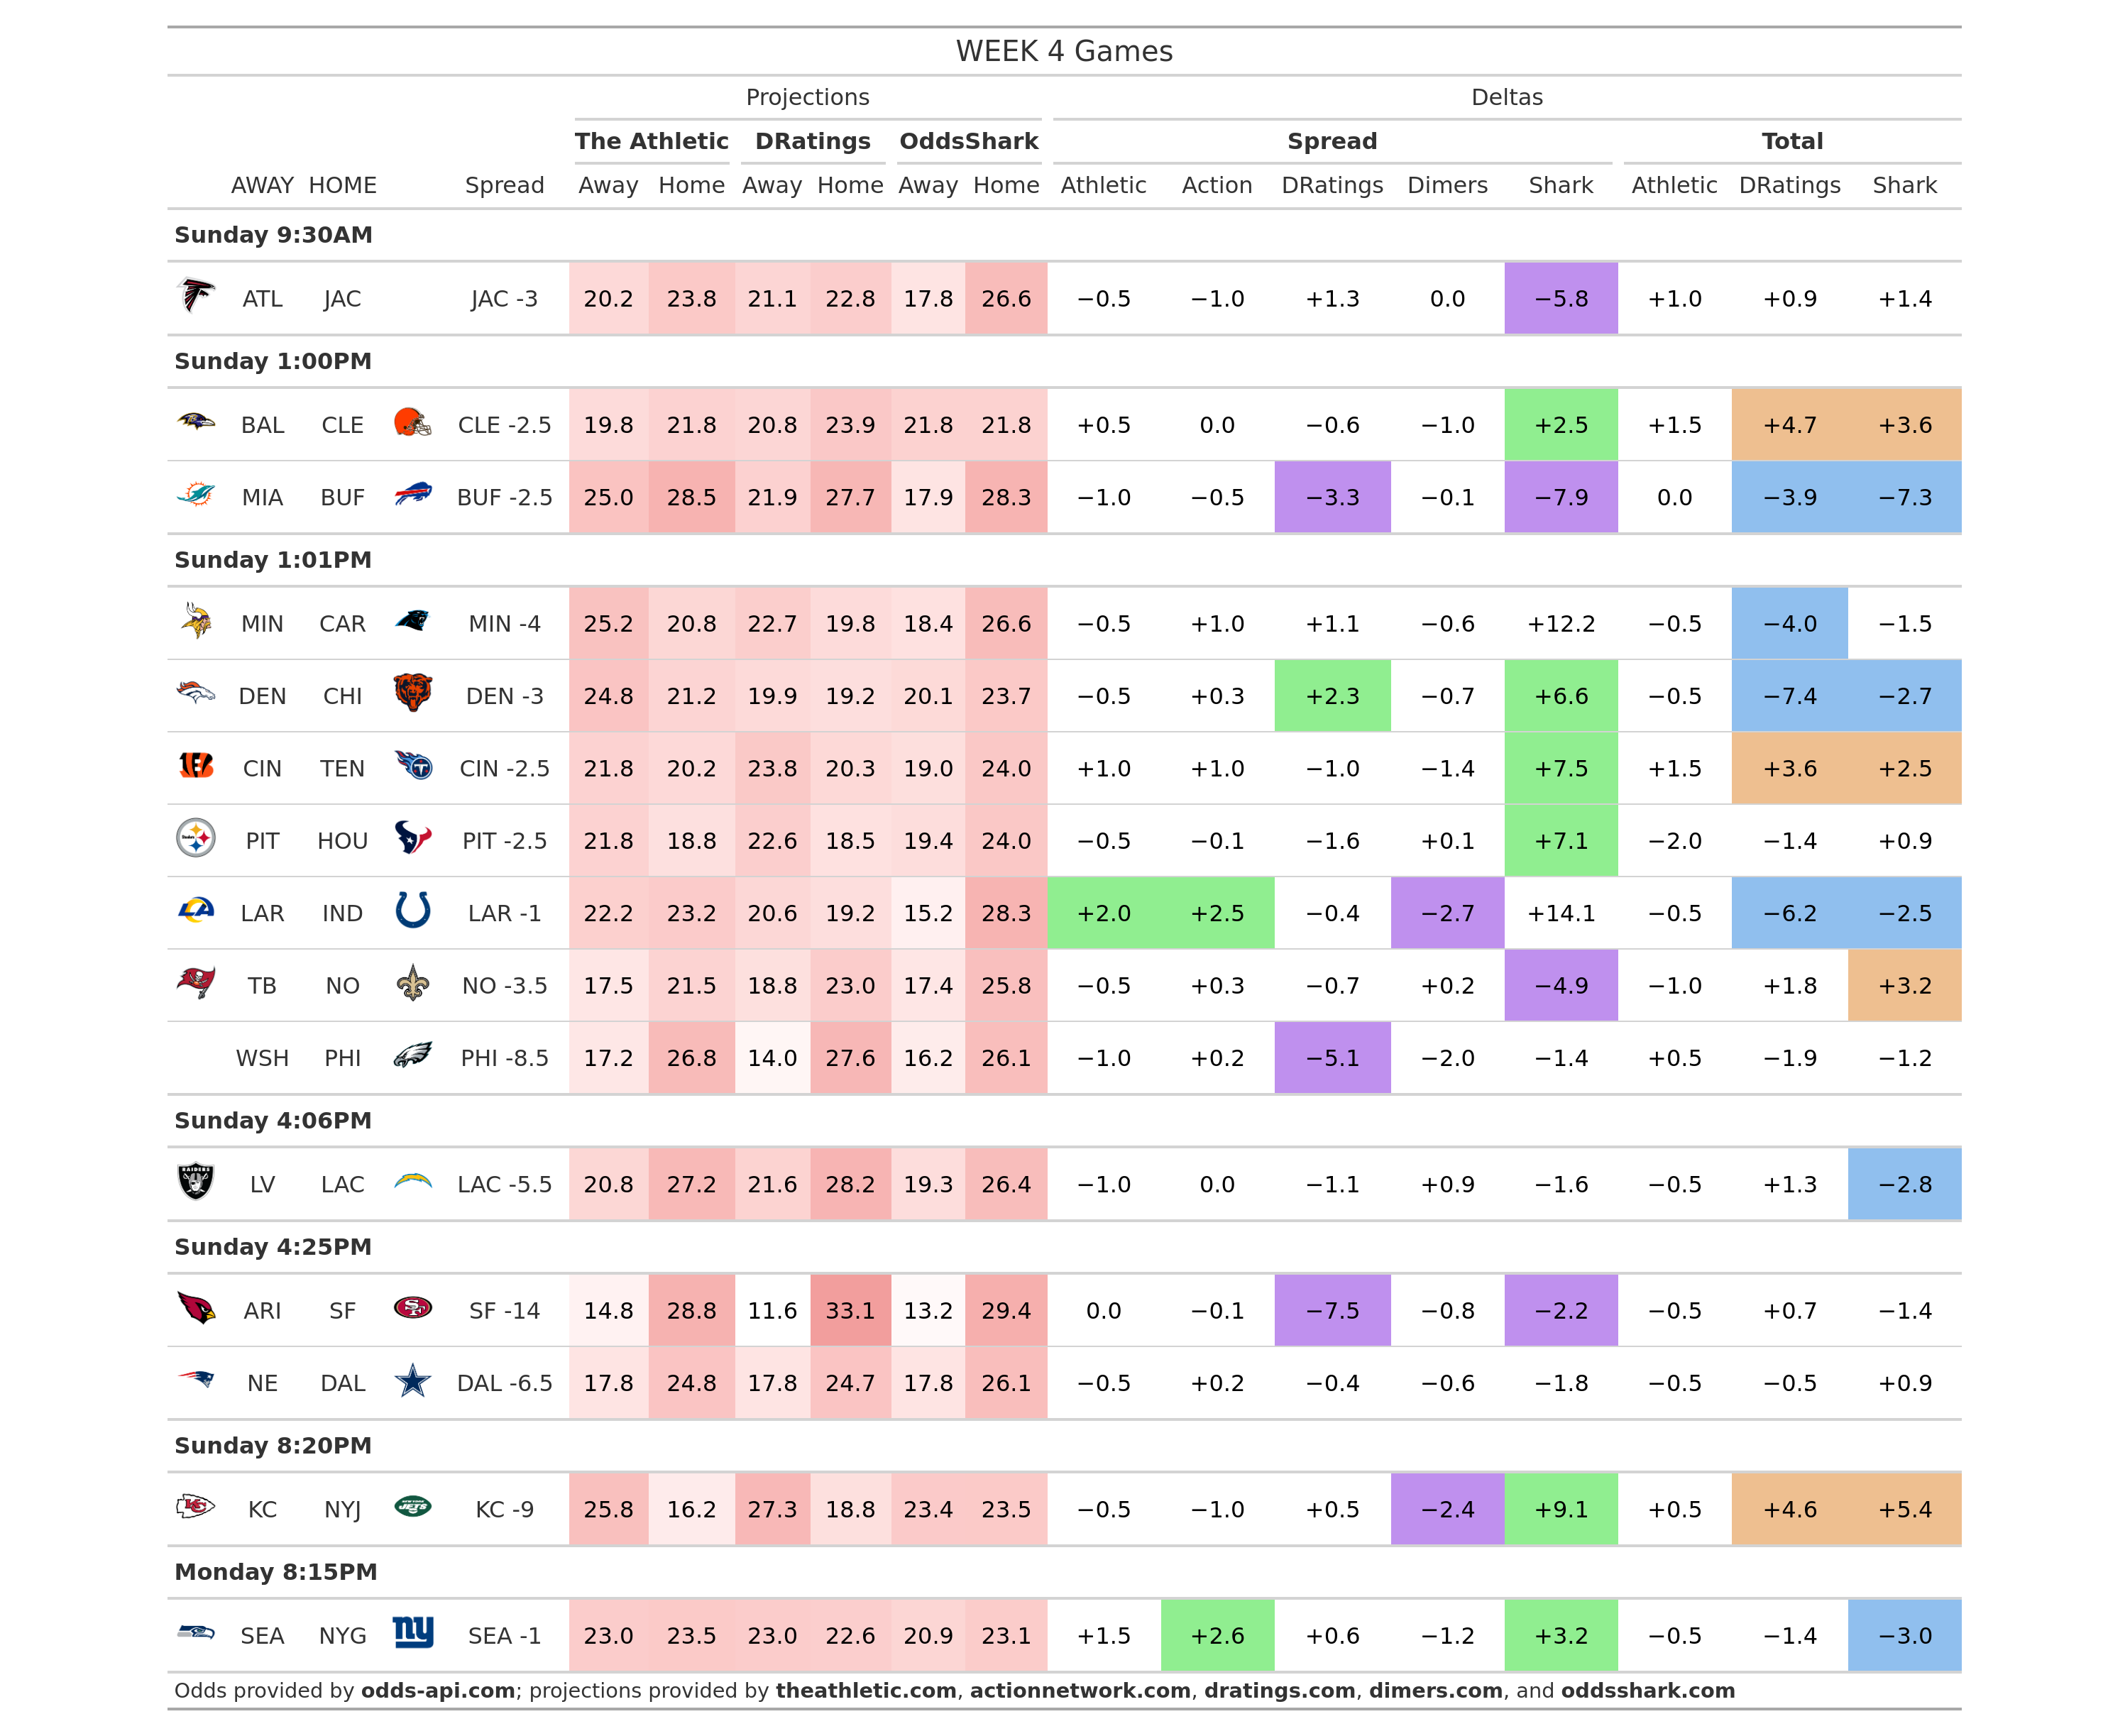 WEEK 4 Games
Projections Deltas
The Athletic DRatings OddsShark Spread Total
AWAY HOME Spread Away Home Away Home Away Home Athletic Action DRatings Dimers Shark Athletic DRatings Shark
Sunday 9:30AM
ATL JAC JAC -3 20.2 23.8 21.1 22.8 17.8 26.6 −0.5 −1.0 +1.3 0.0 −5.8 +1.0 +0.9 +1.4
Sunday 1:00PM
BAL CLE CLE -2.5 19.8 21.8 20.8 23.9 21.8 21.8 +0.5 0.0 −0.6 −1.0 +2.5 +1.5 +4.7 +3.6
MIA BUF BUF -2.5 25.0 28.5 21.9 27.7 17.9 28.3 −1.0 −0.5 −3.3 −0.1 −7.9 0.0 −3.9 −7.3
Sunday 1:01PM
MIN CAR MIN -4 25.2 20.8 22.7 19.8 18.4 26.6 −0.5 +1.0 +1.1 −0.6 +12.2 −0.5 −4.0 −1.5
DEN CHI DEN -3 24.8 21.2 19.9 19.2 20.1 23.7 −0.5 +0.3 +2.3 −0.7 +6.6 −0.5 −7.4 −2.7
CIN TEN CIN -2.5 21.8 20.2 23.8 20.3 19.0 24.0 +1.0 +1.0 −1.0 −1.4 +7.5 +1.5 +3.6 +2.5
PIT HOU PIT -2.5 21.8 18.8 22.6 18.5 19.4 24.0 −0.5 −0.1 −1.6 +0.1 +7.1 −2.0 −1.4 +0.9
LAR IND LAR -1 22.2 23.2 20.6 19.2 15.2 28.3 +2.0 +2.5 −0.4 −2.7 +14.1 −0.5 −6.2 −2.5
TB NO NO -3.5 17.5 21.5 18.8 23.0 17.4 25.8 −0.5 +0.3 −0.7 +0.2 −4.9 −1.0 +1.8 +3.2
WSH PHI PHI -8.5 17.2 26.8 14.0 27.6 16.2 26.1 −1.0 +0.2 −5.1 −2.0 −1.4 +0.5 −1.9 −1.2
Sunday 4:06PM
LV LAC LAC -5.5 20.8 27.2 21.6 28.2 19.3 26.4 −1.0 0.0 −1.1 +0.9 −1.6 −0.5 +1.3 −2.8
Sunday 4:25PM
ARI SF SF -14 14.8 28.8 11.6 33.1 13.2 29.4 0.0 −0.1 −7.5 −0.8 −2.2 −0.5 +0.7 −1.4
NE DAL DAL -6.5 17.8 24.8 17.8 24.7 17.8 26.1 −0.5 +0.2 −0.4 −0.6 −1.8 −0.5 −0.5 +0.9
Sunday 8:20PM
KC NYJ KC -9 25.8 16.2 27.3 18.8 23.4 23.5 −0.5 −1.0 +0.5 −2.4 +9.1 +0.5 +4.6 +5.4
Monday 8:15PM
SEA NYG SEA -1 23.0 23.5 23.0 22.6 20.9 23.1 +1.5 +2.6 +0.6 −1.2 +3.2 −0.5 −1.4 −3.0
Odds provided by odds-api.com; projections provided by theathletic.com, actionnetwork.com, dratings.com, dimers.com, and oddsshark.com